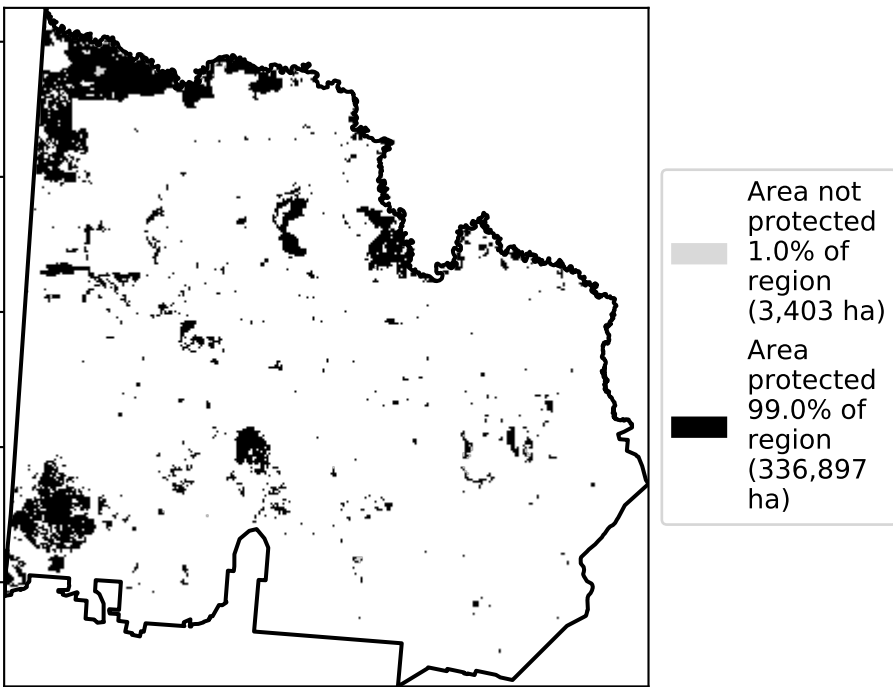 Area not
protected
1.0% of
region
(3,403 ha)
Area
protected
99.0% of
region
(336,897
ha)